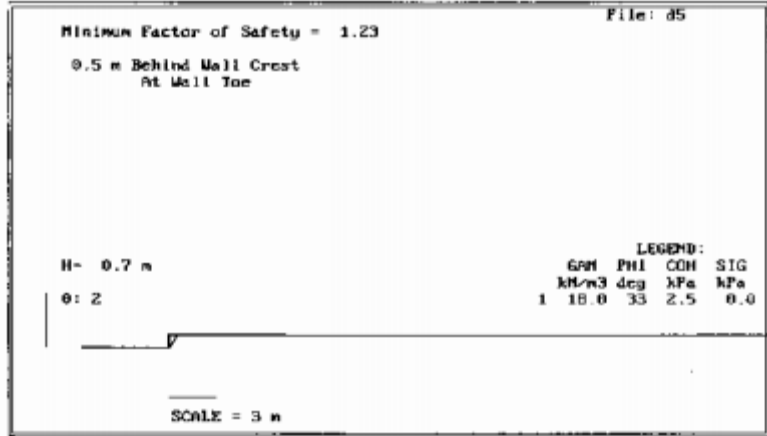 File: d5
Minimum Factor of Safety = 1.23
0.5 m Behind Wall Crest
At Wall Toe
LEGEND:
H= 0.7 m
GAM PHI COH SIG
kN/m3 deg kPa kPa
0: 2
1 18.0 33 2.5 0.0
SCALE = 3 m